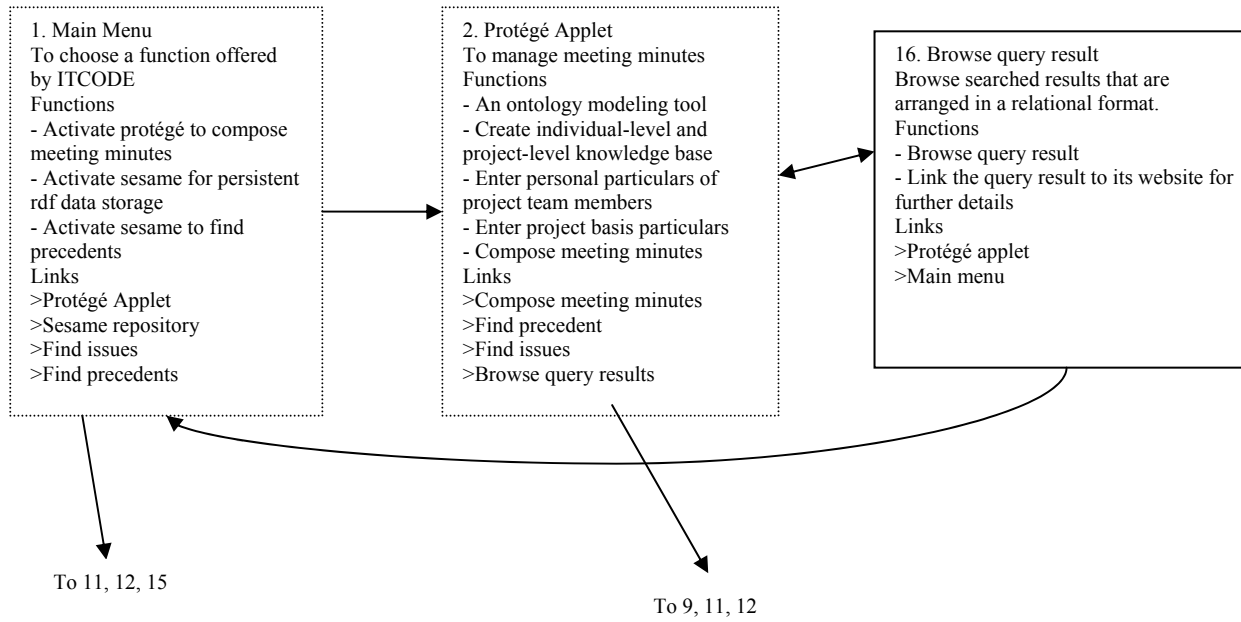 1. Main Menu
To choose a function offered
by ITCODE
Functions
- Activate protégé to compose
meeting minutes
- Activate sesame for persistent
rdf data storage
- Activate sesame to find
precedents
Links
>Protégé Applet
>Sesame repository
>Find issues
>Find precedents
2. Protégé Applet
To manage meeting minutes
Functions
- An ontology modeling tool
- Create individual-level and
project-level knowledge base
- Enter personal particulars of
project team members
- Enter project basis particulars
- Compose meeting minutes
Links
>Compose meeting minutes
>Find precedent
>Find issues
>Browse query results
16. Browse query result
Browse searched results that are
arranged in a relational format.
Functions
- Browse query result
- Link the query result to its website for
further details
Links
>Protégé applet
>Main menu
To 11, 12, 15
To 9, 11, 12